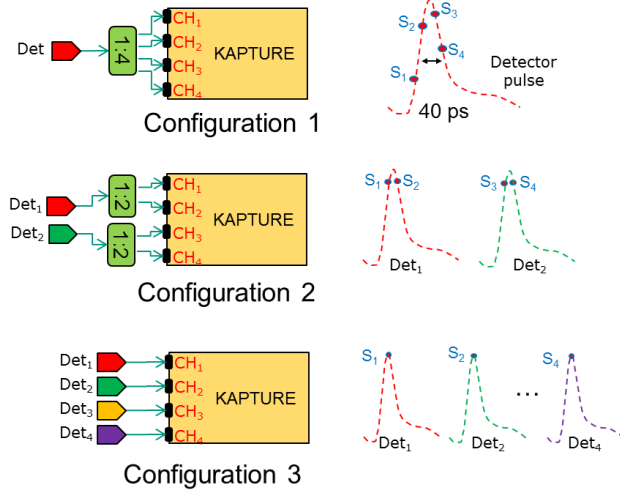 Det
1:4
CH1
CH2
CH3
CH4
KAPTURE
Configuration 1
S1
S2
S3
S4
40 ps
Detector
pulse
Det1
Det2
1:2
1:2
CH1
CH2
CH3
CH4
KAPTURE
Configuration 2
S1
S2
Det1
S3
S4
Det2
Det1
Det2
Det3
Det4
CH1
CH2
CH3
CH4
KAPTURE
Configuration 3
S1
Det1
S2
Det2
...
S4
Det4